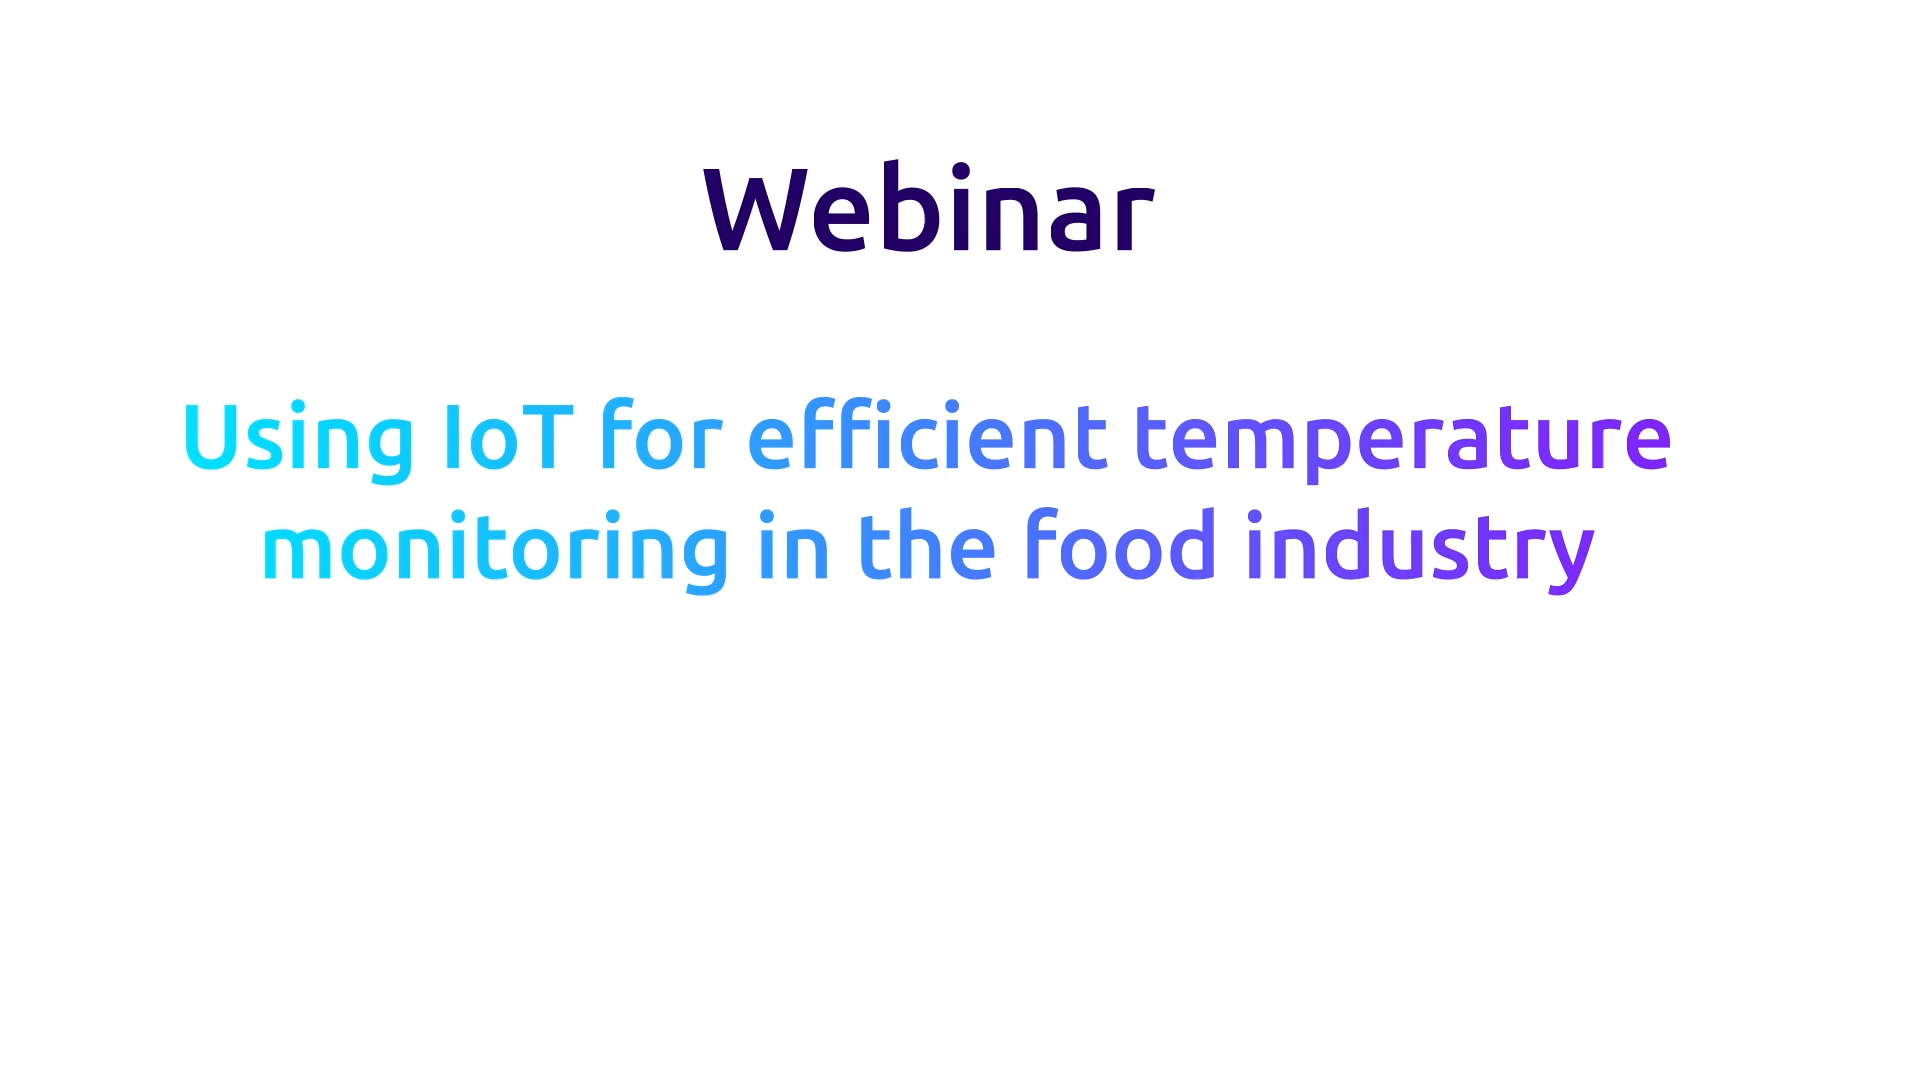 Webinar
Using IoT for efficient temperature
monitoring in the food industry